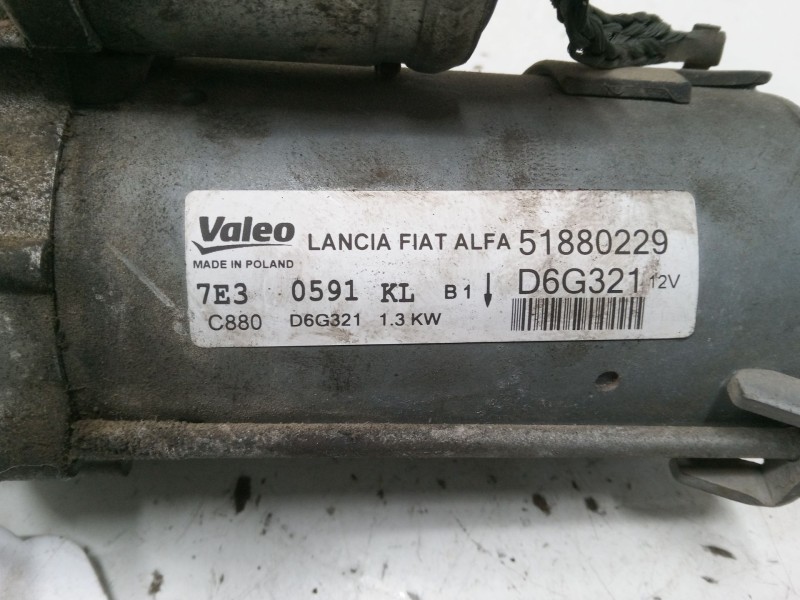 Valeo LANCIA FIAT ALFA 51880229
MADE IN POLAND
D6G321 12V
7E3 0591 KL B1 ↓
C880 D6G321 1.3 KW